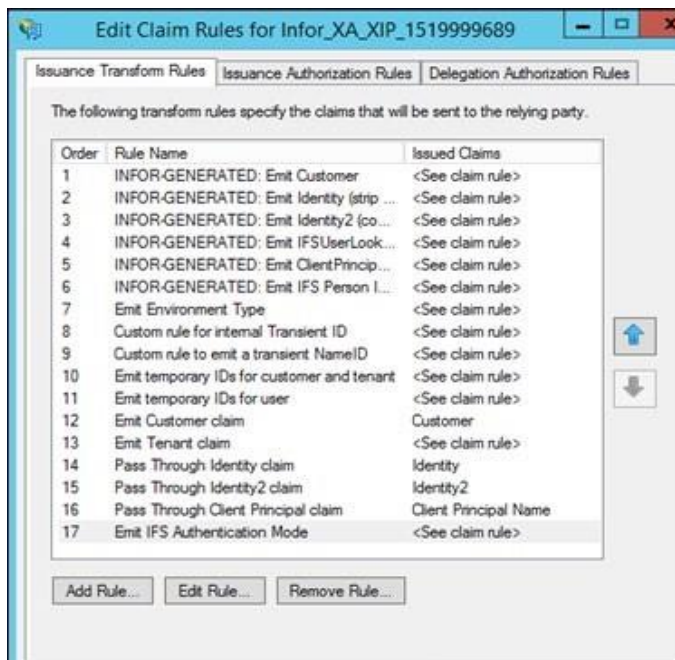 Edit Claim Rules for Infor_XA_XIP_1519999689
Issuance Transform Rules Issuance Authorization Rules Delegation Authorization Rules
The following transform rules specify the claims that will be sent to the relying party.
Order Rule Name Issued Claims
1 INFOR-GENERATED: Emit Customer <See claim rule>
2 INFOR-GENERATED: Emit Identity (strip ... <See claim rule>
3 INFOR-GENERATED: Emit Identity2 (co... <See claim rule>
4 INFOR-GENERATED: Emit IFSUserLook... <See claim rule>
5 INFOR-GENERATED: Emit ClientPrincip... <See claim rule>
6 INFOR-GENERATED: Emit IFS Person I... <See claim rule>
7 Emit Environment Type <See claim rule>
8 Custom rule for internal Transient ID <See claim rule>
9 Custom rule to emit a transient NameID <See claim rule>
10 Emit temporary IDs for customer and tenant <See claim rule>
11 Emit temporary IDs for user <See claim rule>
12 Emit Customer claim Customer
13 Emit Tenant claim <See claim rule>
14 Pass Through Identity claim Identity
15 Pass Through Identity2 claim Identity2
16 Pass Through Client Principal claim Client Principal Name
17 Emit IFS Authentication Mode <See claim rule>
Add Rule... Edit Rule... Remove Rule...